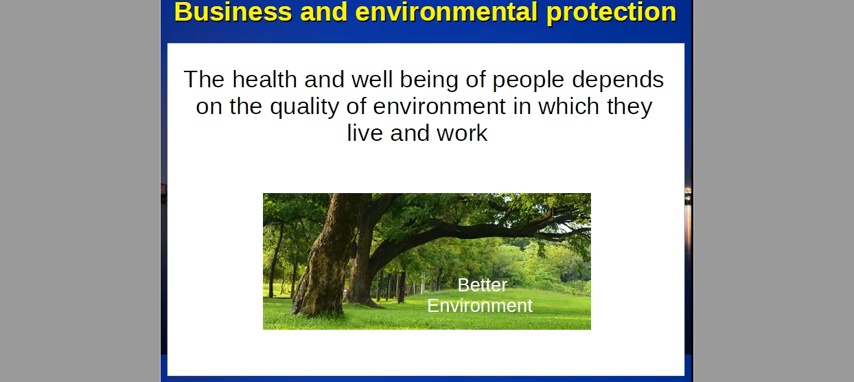 Business and environmental protection
The health and well being of people depends
on the quality of environment in which they
live and work
Better
Environment